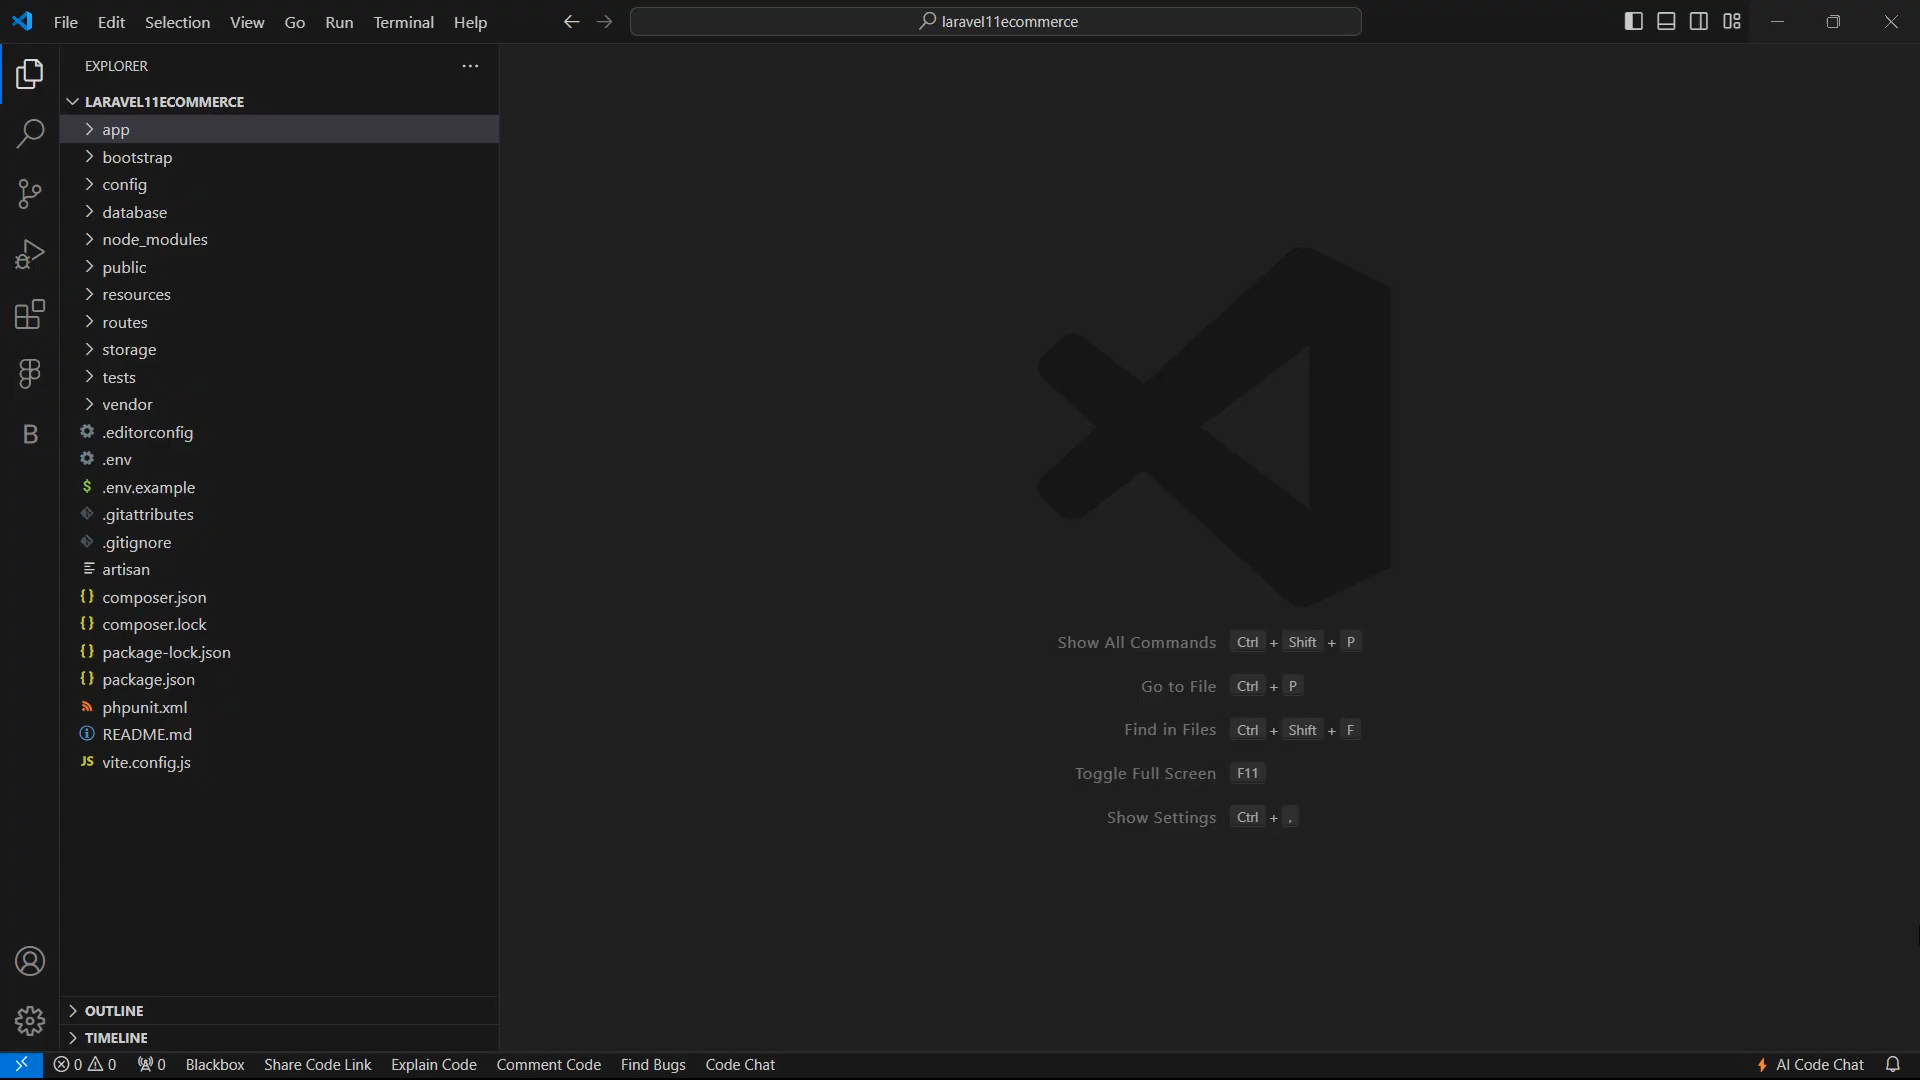 File Edit Selection View Go Run Terminal Help
laravel11ecommerce
EXPLORER
LARAVEL11ECOMMERCE
app
bootstrap
config
database
node_modules
public
resources
routes
storage
tests
vendor
.editorconfig
.env
$ .env.example
.gitattributes
.gitignore
artisan
{} composer.json
{} composer.lock
{} package-lock.json
{} package.json
phpunit.xml
README.md
JS vite.config.js
B
Show All Commands Ctrl + Shift + P
Go to File Ctrl + P
Find in Files Ctrl + Shift + F
Toggle Full Screen F11
Show Settings Ctrl + ,
OUTLINE
TIMELINE
0 0 0 Blackbox Share Code Link Explain Code Comment Code Find Bugs Code Chat AI Code Chat